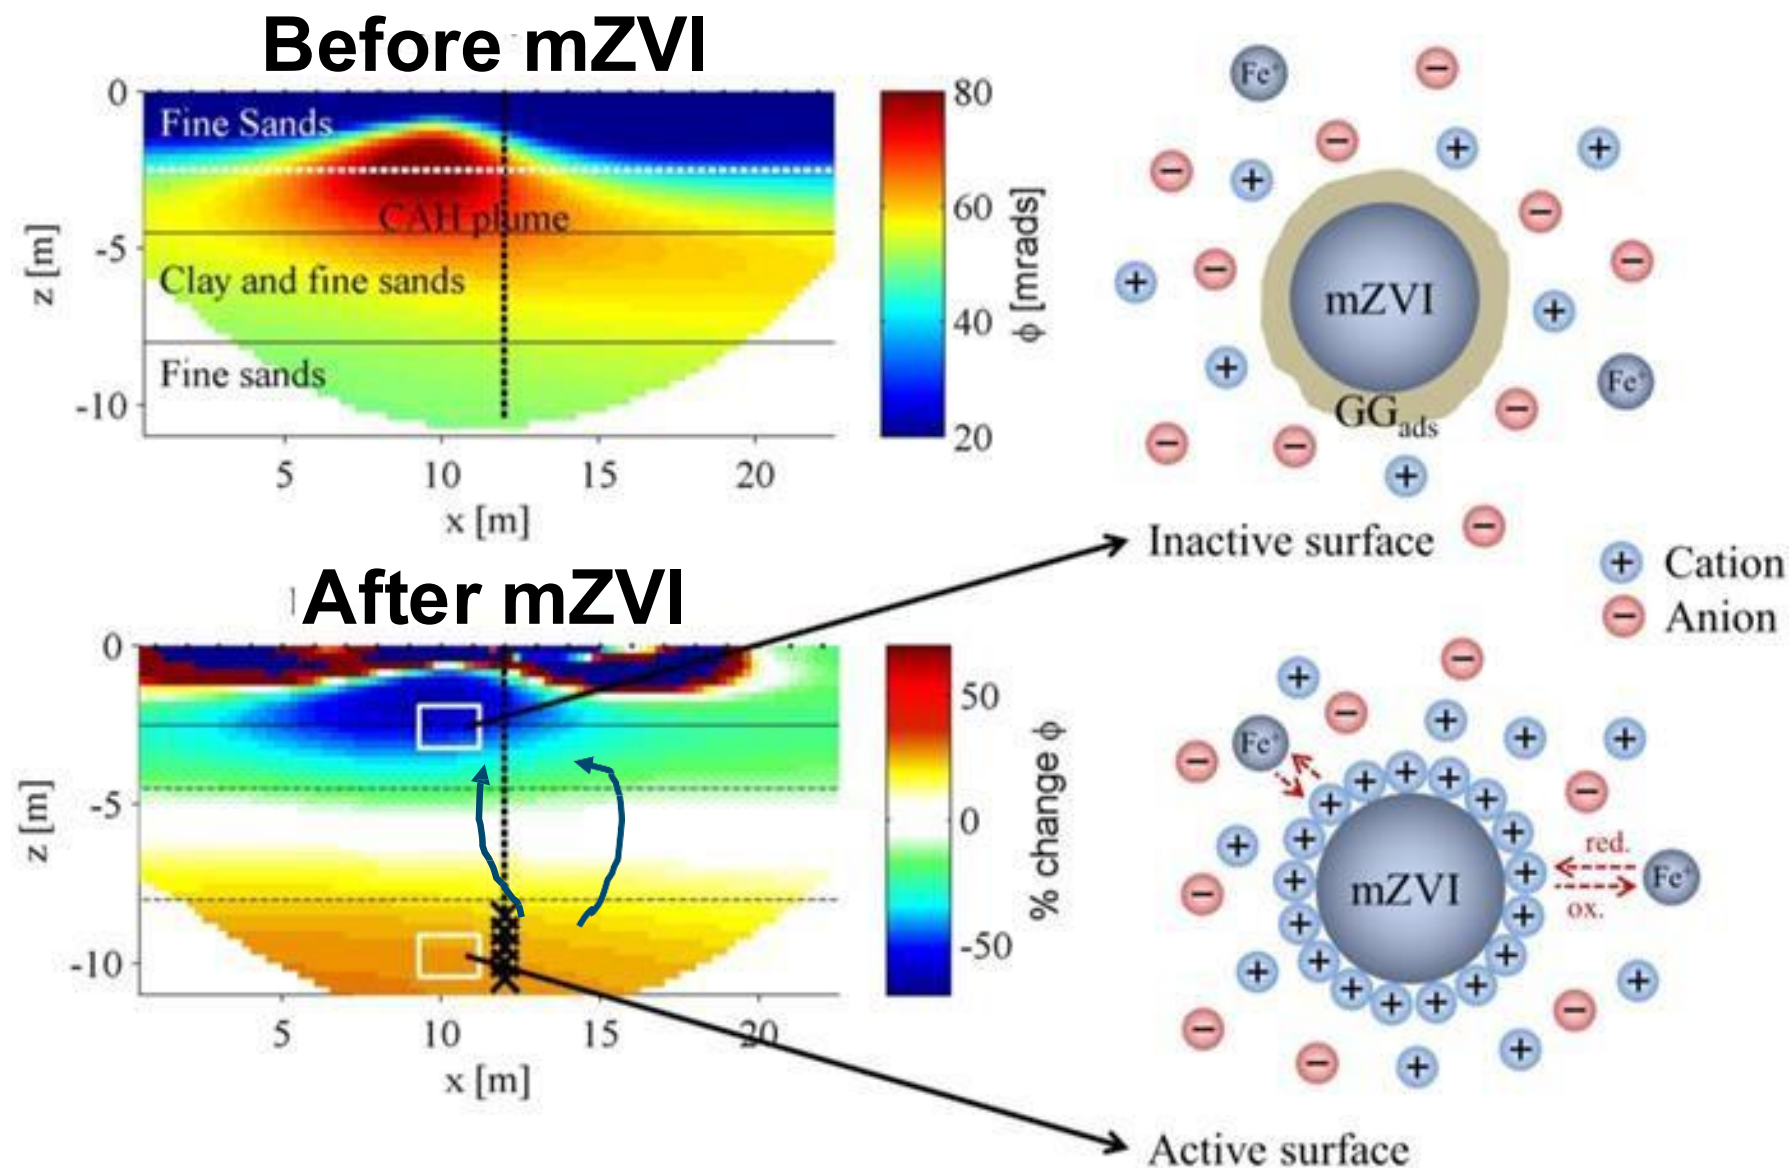 Before mZVI
0
-5
-10
z [m]
Fine Sands
CAH plume
Clay and fine sands
Fine sands
5
10
15
20
x [m]
80
60
40
20
ϕ [mrads]
Fe⁺
mZVI
Fe⁺
GG_ads
Inactive surface
+ Cation
− Anion
After mZVI
0
-5
-10
z [m]
5
10
15
20
x [m]
50
0
-50
% change ϕ
Fe⁺
mZVI
red.
ox.
Fe⁺
Active surface